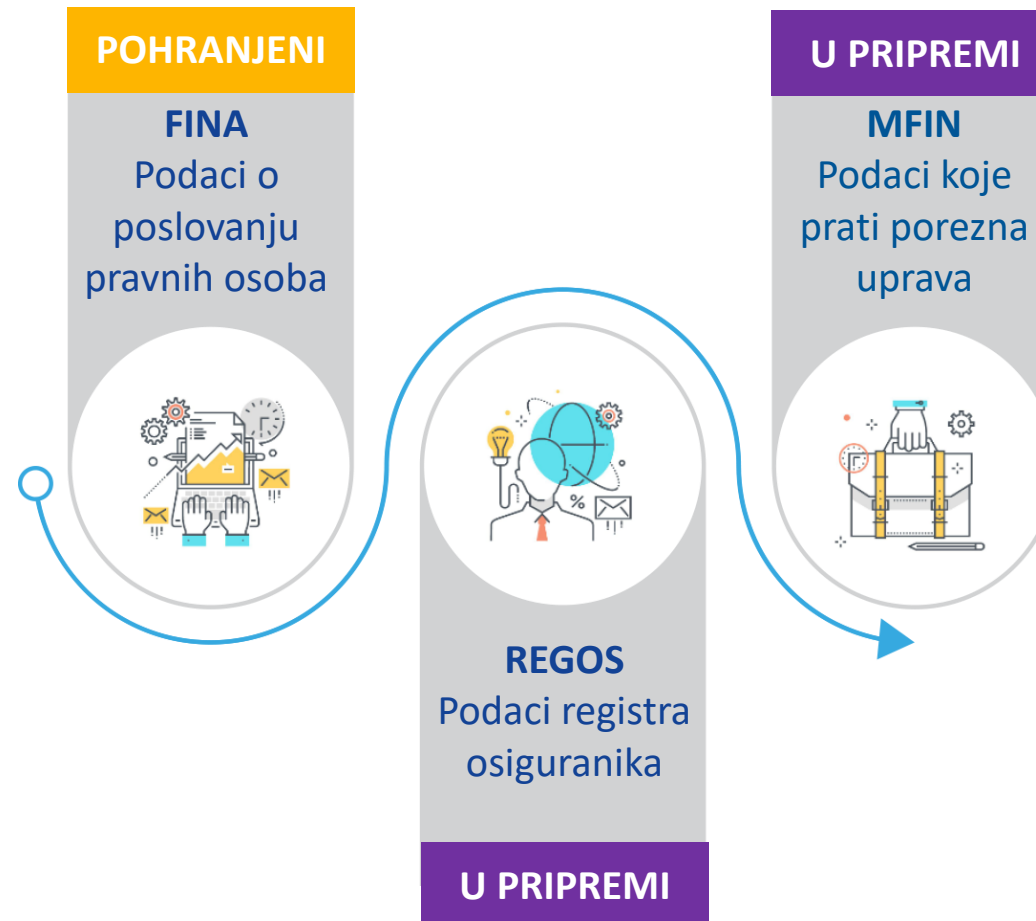 POHRANJENI
FINA
Podaci o
poslovanju
pravnih osoba
REGOS
Podaci registra
osiguranika
U PRIPREMI
U PRIPREMI
MFIN
Podaci koje
prati porezna
uprava